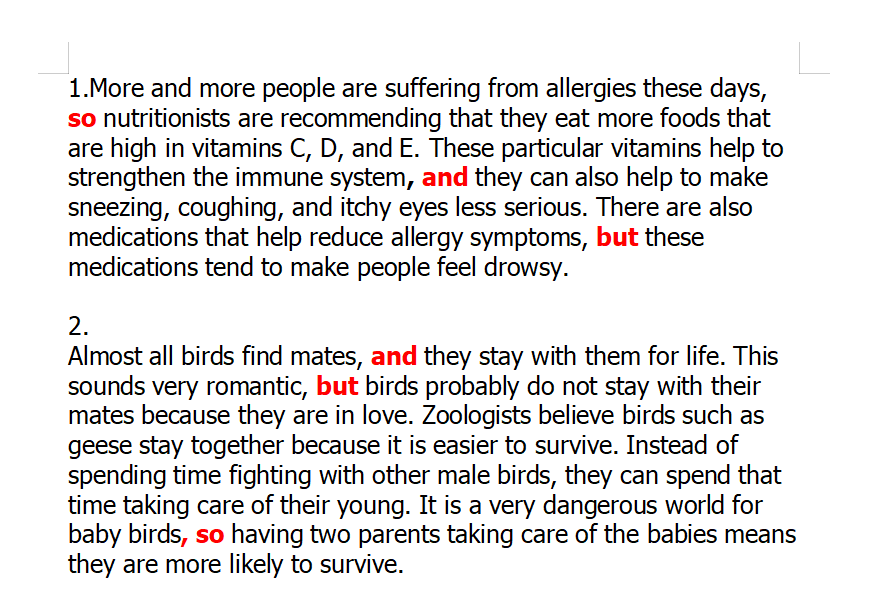 1.More and more people are suffering from allergies these days,
so nutritionists are recommending that they eat more foods that
are high in vitamins C, D, and E. These particular vitamins help to
strengthen the immune system, and they can also help to make
sneezing, coughing, and itchy eyes less serious. There are also
medications that help reduce allergy symptoms, but these
medications tend to make people feel drowsy.
2.
Almost all birds find mates, and they stay with them for life. This
sounds very romantic, but birds probably do not stay with their
mates because they are in love. Zoologists believe birds such as
geese stay together because it is easier to survive. Instead of
spending time fighting with other male birds, they can spend that
time taking care of their young. It is a very dangerous world for
baby birds, so having two parents taking care of the babies means
they are more likely to survive.